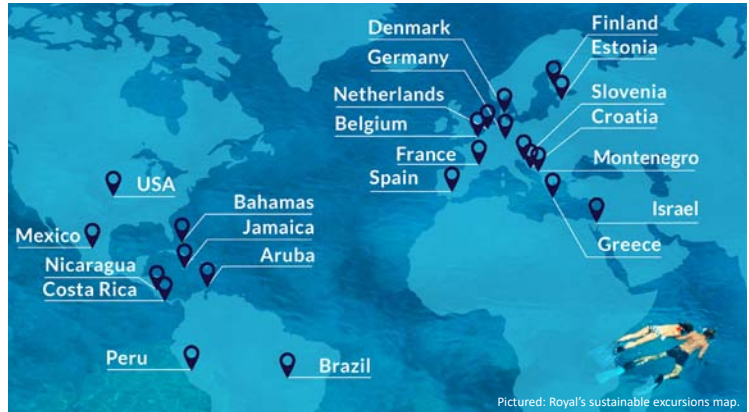 Denmark
Finland
Germany
Estonia
Netherlands
Slovenia
Belgium
Croatia
France
Montenegro
Spain
USA
Bahamas
Israel
Mexico
Jamaica
Greece
Nicaragua
Aruba
Costa Rica
Peru
Brazil
Pictured: Royal's sustainable excursions map.